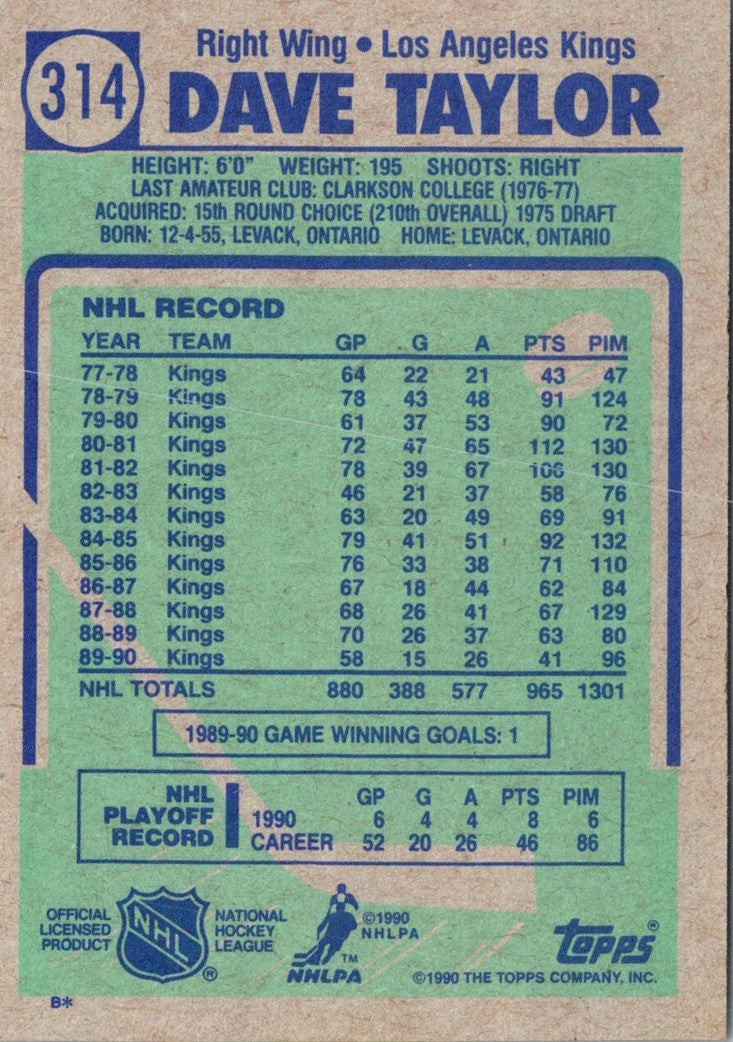 314
Right Wing • Los Angeles Kings
DAVE TAYLOR
HEIGHT: 6'0" WEIGHT: 195 SHOOTS: RIGHT
LAST AMATEUR CLUB: CLARKSON COLLEGE (1976-77)
ACQUIRED: 15th ROUND CHOICE (210th OVERALL) 1975 DRAFT
BORN: 12-4-55, LEVACK, ONTARIO HOME: LEVACK, ONTARIO
NHL RECORD
YEAR TEAM GP G A PTS PIM
77-78 Kings 64 22 21 43 47
78-79 Kings 78 43 48 91 124
79-80 Kings 61 37 53 90 72
80-81 Kings 72 47 65 112 130
81-82 Kings 78 39 67 106 130
82-83 Kings 46 21 37 58 76
83-84 Kings 63 20 49 69 91
84-85 Kings 79 41 51 92 132
85-86 Kings 76 33 38 71 110
86-87 Kings 67 18 44 62 84
87-88 Kings 68 26 41 67 129
88-89 Kings 70 26 37 63 80
89-90 Kings 58 15 26 41 96
NHL TOTALS 880 388 577 965 1301
1989-90 GAME WINNING GOALS: 1
NHL PLAYOFF RECORD
GP G A PTS PIM
1990 6 4 4 8 6
CAREER 52 20 26 46 86
OFFICIAL LICENSED PRODUCT
NHL ®
NATIONAL HOCKEY LEAGUE
TM
NHLPA
©1990 NHLPA
topps®
©1990 THE TOPPS COMPANY, INC.
B*